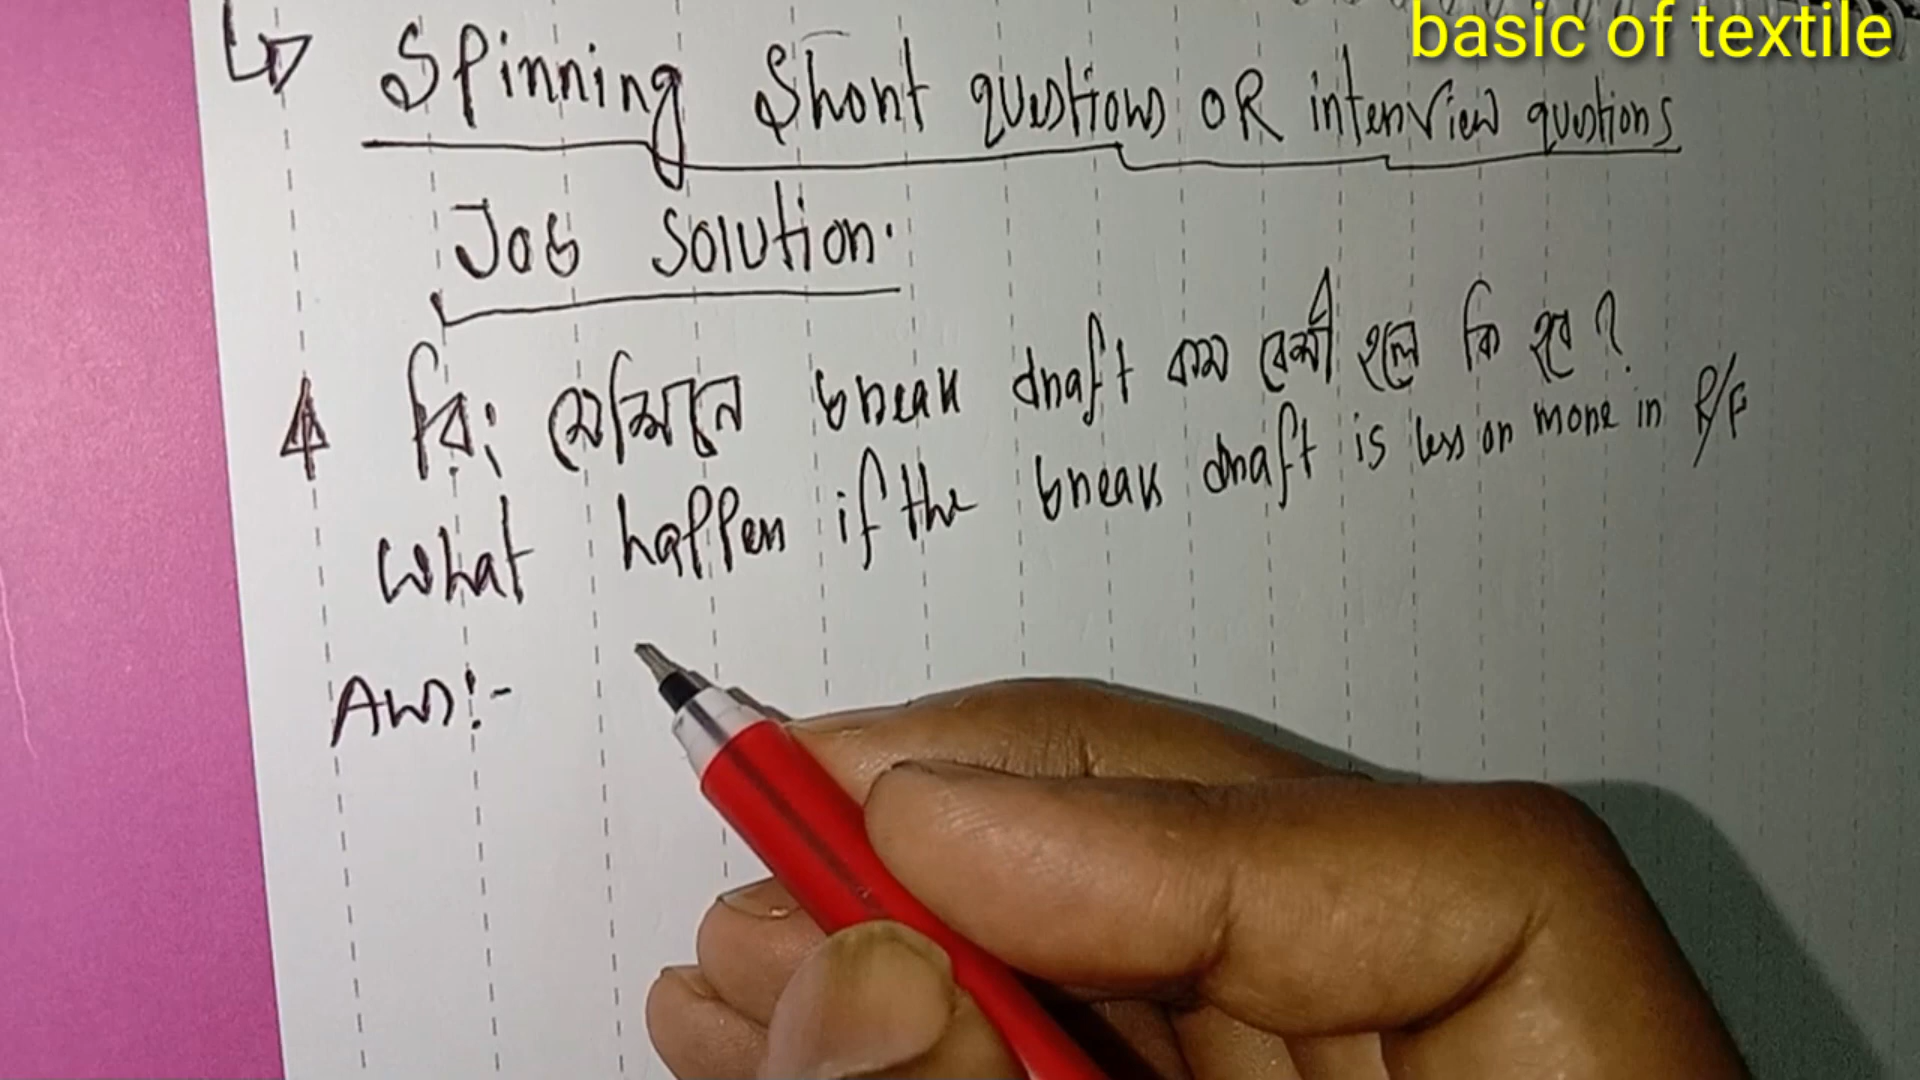 basic of textile
Spinning Short questions OR interview questions
Job Solution.
রিং মেশিনে break draft কম বেশী হলে কি হবে ?
What happen if the break draft is less or more in R/F
Ans:-